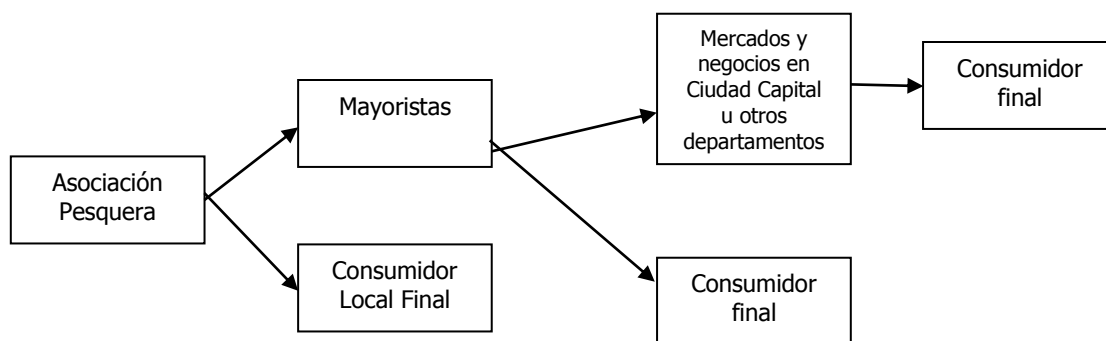 Asociación
Pesquera
Mayoristas
Consumidor
Local Final
Mercados y
negocios en
Ciudad Capital
u otros
departamentos
Consumidor
final
Consumidor
final